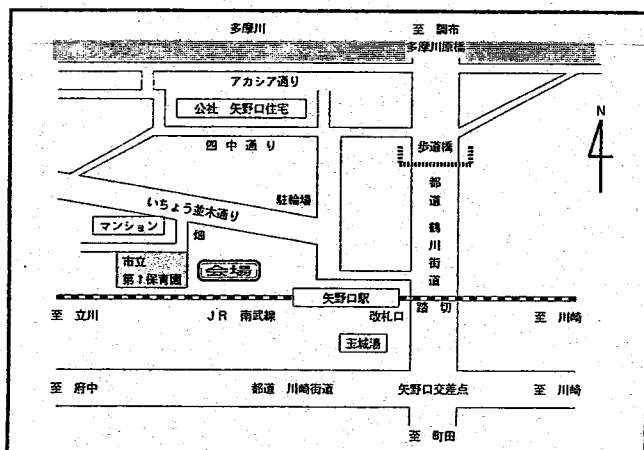 多摩川
至 調布
多摩川原橋
アカシア通り
公社 矢野口住宅
N
四中通り
歩道橋
都道 鶴川街道
駐輪場
いちょう並木通り
マンション
畑
市立
第1保育園
会場
矢野口駅
踏切
至 立川
JR 南武線
改札口
至 川崎
玉城湯
至 府中
都道 川崎街道
矢野口交差点
至 川崎
至 町田